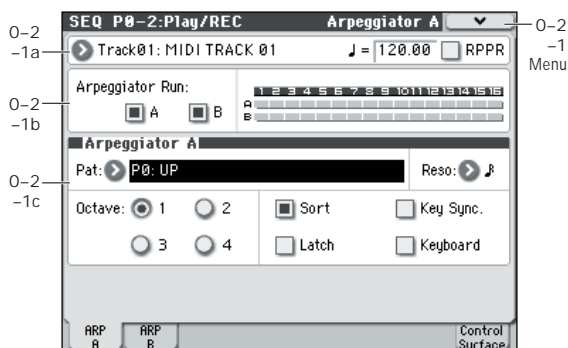 SEQ P0-2:Play/REC Arpeggiator A
0-2
-1a
0-2
-1
Menu
Track01: MIDI TRACK 01 ♩= 120.00 RPPR
Arpeggiator Run:
1 2 3 4 5 6 7 8 9 10 11 12 13 14 15 16
0-2
-1b
A B
A
B
Arpeggiator A
0-2
-1c
Pat: P0: UP Reso: ♪
Octave: 1 2 Sort Key Sync.
3 4 Latch Keyboard
ARP A
ARP B
Control Surface